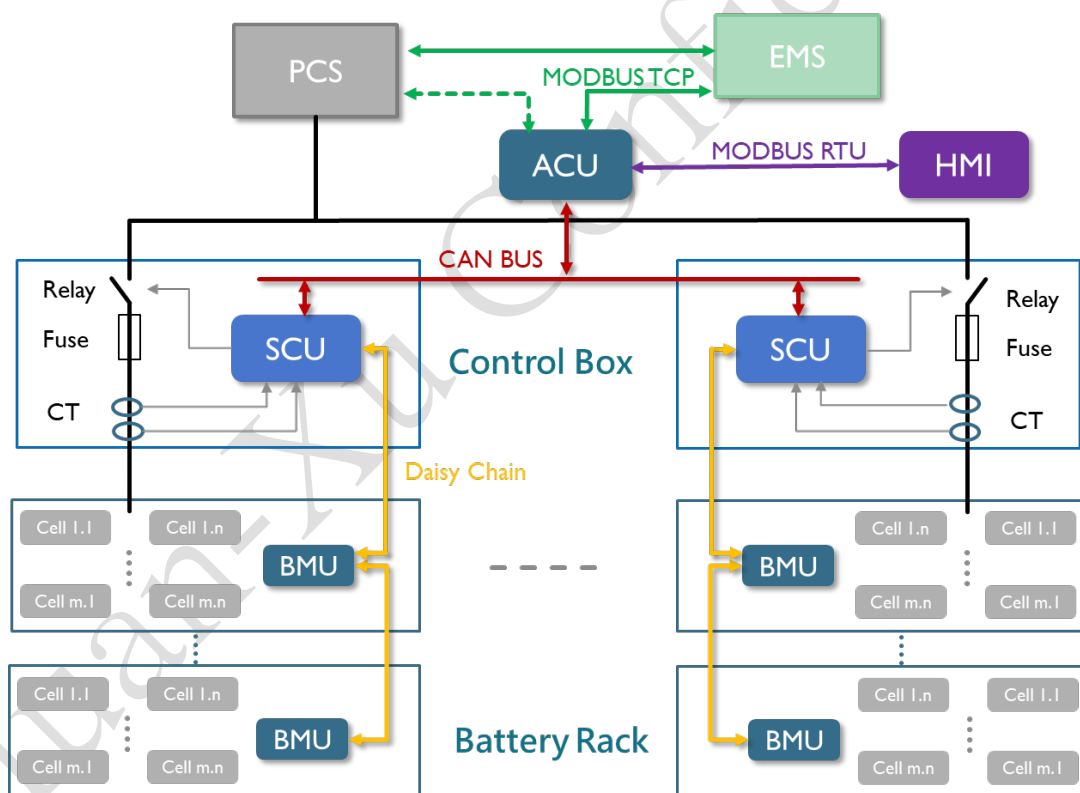 PCS
EMS
MODBUS TCP
ACU
MODBUS RTU
HMI
CAN BUS
Relay
Fuse
CT
SCU
Control Box
SCU
Relay
Fuse
CT
Daisy Chain
Cell 1.1
Cell 1.n
Cell m.1
Cell m.n
BMU
BMU
Cell 1.n
Cell 1.1
Cell m.n
Cell m.1
Cell 1.1
Cell 1.n
Cell m.1
Cell m.n
BMU
Battery Rack
BMU
Cell 1.n
Cell 1.1
Cell m.n
Cell m.1